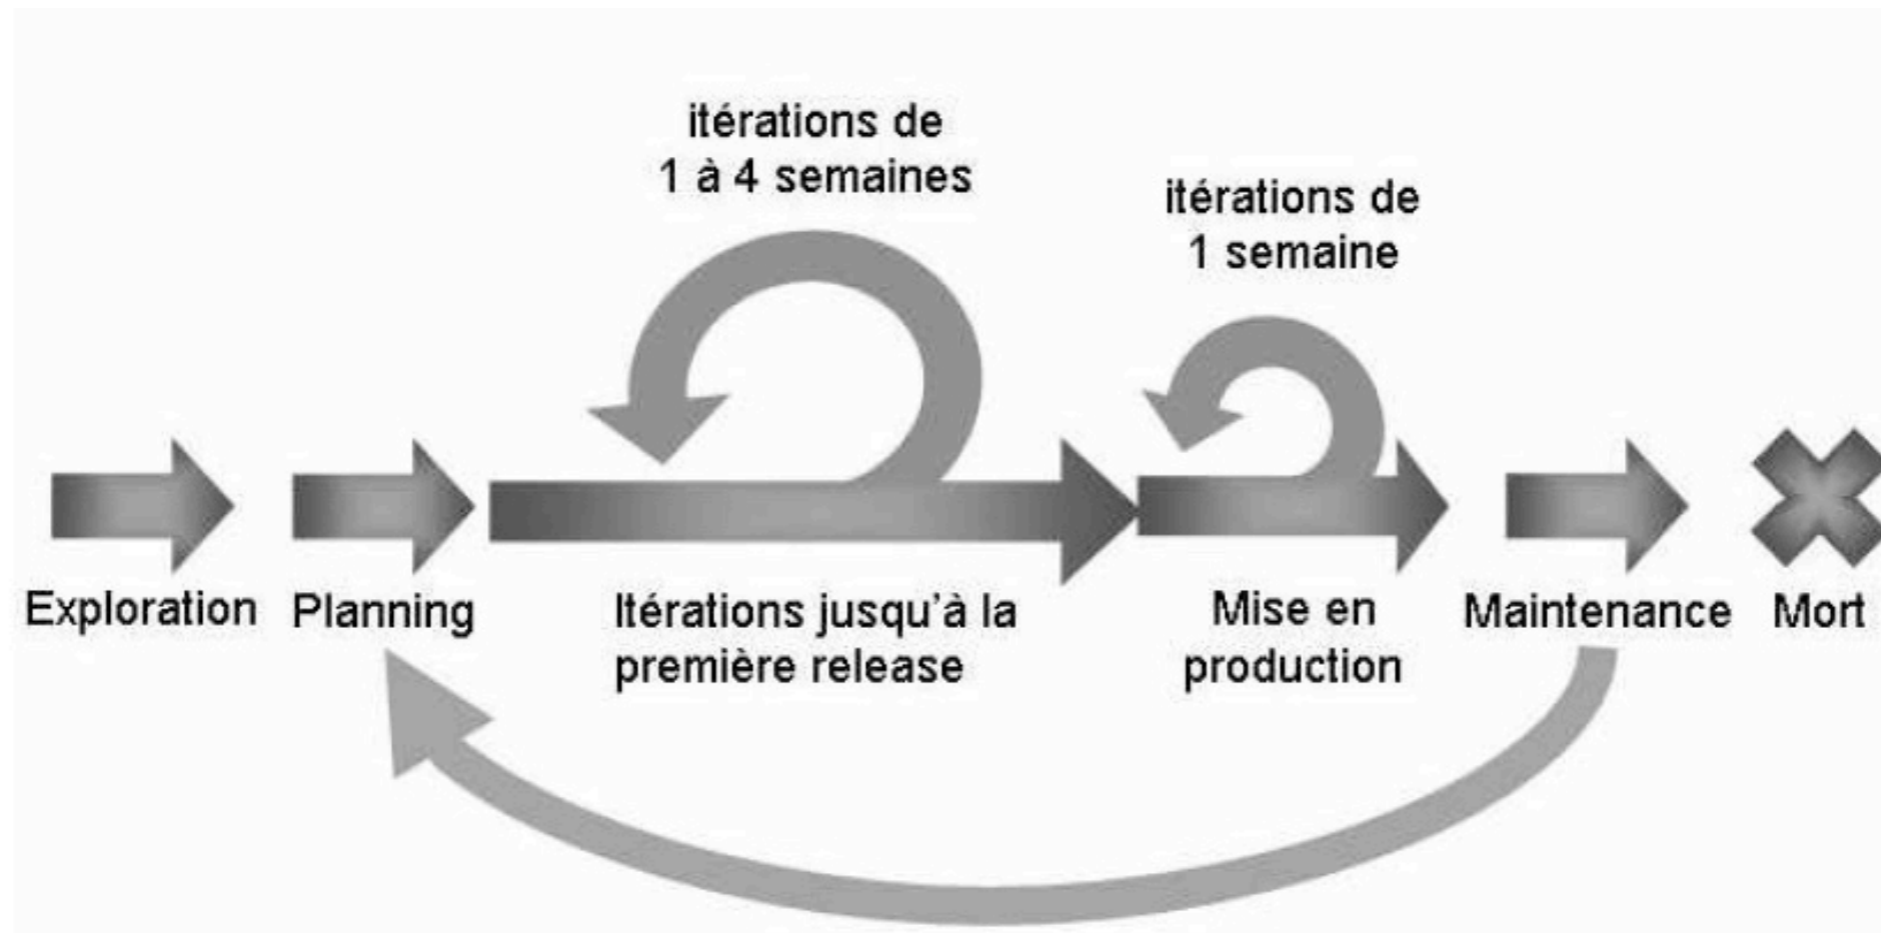 itérations de
1 à 4 semaines
itérations de
1 semaine
Exploration
Planning
Itérations jusqu'à la
première release
Mise en
production
Maintenance
Mort